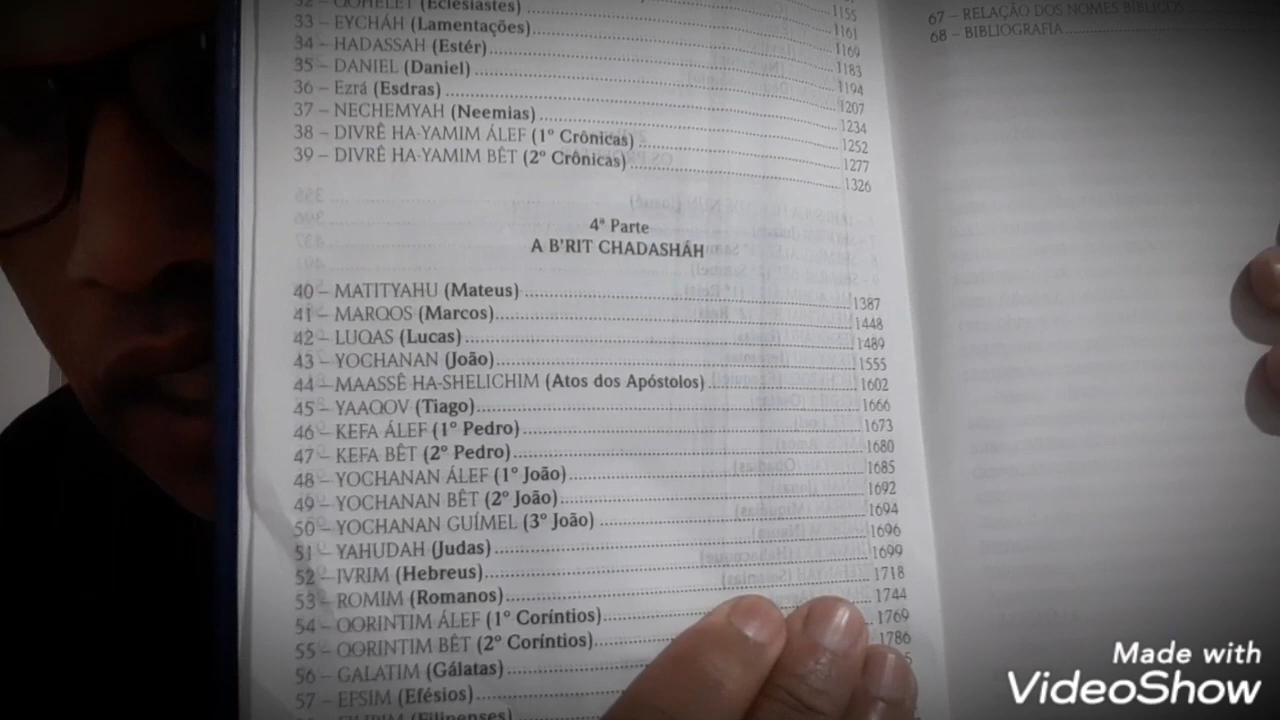 32 – QOHELET (Eclesiastes) 1155
33 – EYCHÁH (Lamentações) 1161
34 – HADASSAH (Estér) 1169
35 – DANIEL (Daniel) 1183
36 – Ezrá (Esdras) 1194
37 – NECHEMYAH (Neemias) 1207
38 – DIVRÊ HA-YAMIM ÁLEF (1º Crônicas) 1234
39 – DIVRÊ HA-YAMIM BÊT (2º Crônicas) 1252
1277
1326
4ª Parte
A B'RIT CHADASHÁH
40 – MATITYAHU (Mateus) 1387
41 – MARQOS (Marcos) 1448
42 – LUQAS (Lucas) 1489
43 – YOCHANAN (João) 1555
44 – MAASSÊ HA-SHELICHIM (Atos dos Apóstolos) 1602
45 – YAAQOV (Tiago) 1666
46 – KEFA ÁLEF (1º Pedro) 1673
47 – KEFA BÊT (2º Pedro) 1680
48 – YOCHANAN ÁLEF (1º João) 1685
49 – YOCHANAN BÊT (2º João) 1692
50 – YOCHANAN GUÍMEL (3º João) 1694
51 – YAHUDAH (Judas) 1696
52 – IVRIM (Hebreus) 1699
53 – ROMIM (Romanos) 1718
54 – QORINTIM ÁLEF (1º Coríntios) 1744
55 – QORINTIM BÊT (2º Coríntios) 1769
56 – GALATIM (Gálatas) 1786
57 – EFSIM (Efésios)
FILIPIM (Filipenses)
67 – RELAÇÃO DOS NOMES BÍBLICOS
68 – BIBLIOGRAFIA
Made with
VideoShow